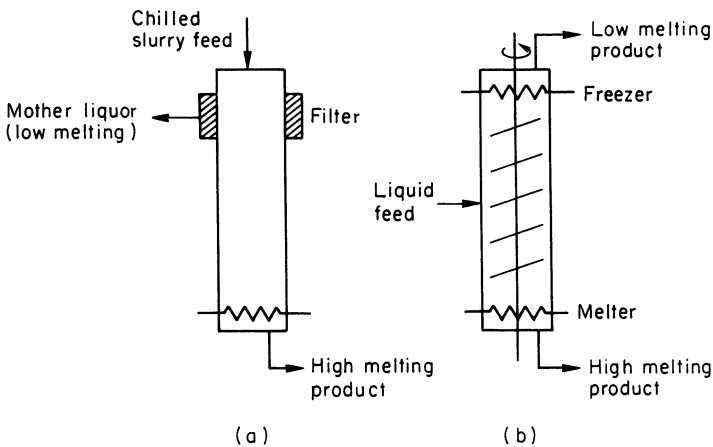 Chilled
slurry feed
Mother liquor
(low melting)
Filter
High melting
product
(a)
Low melting
product
Freezer
Liquid
feed
Melter
High melting
product
(b)